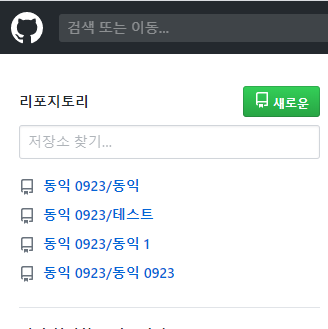 검색 또는 이동...
리포지토리
새로운
저장소 찾기...
동익 0923/동익
동익 0923/테스트
동익 0923/동익 1
동익 0923/동익 0923